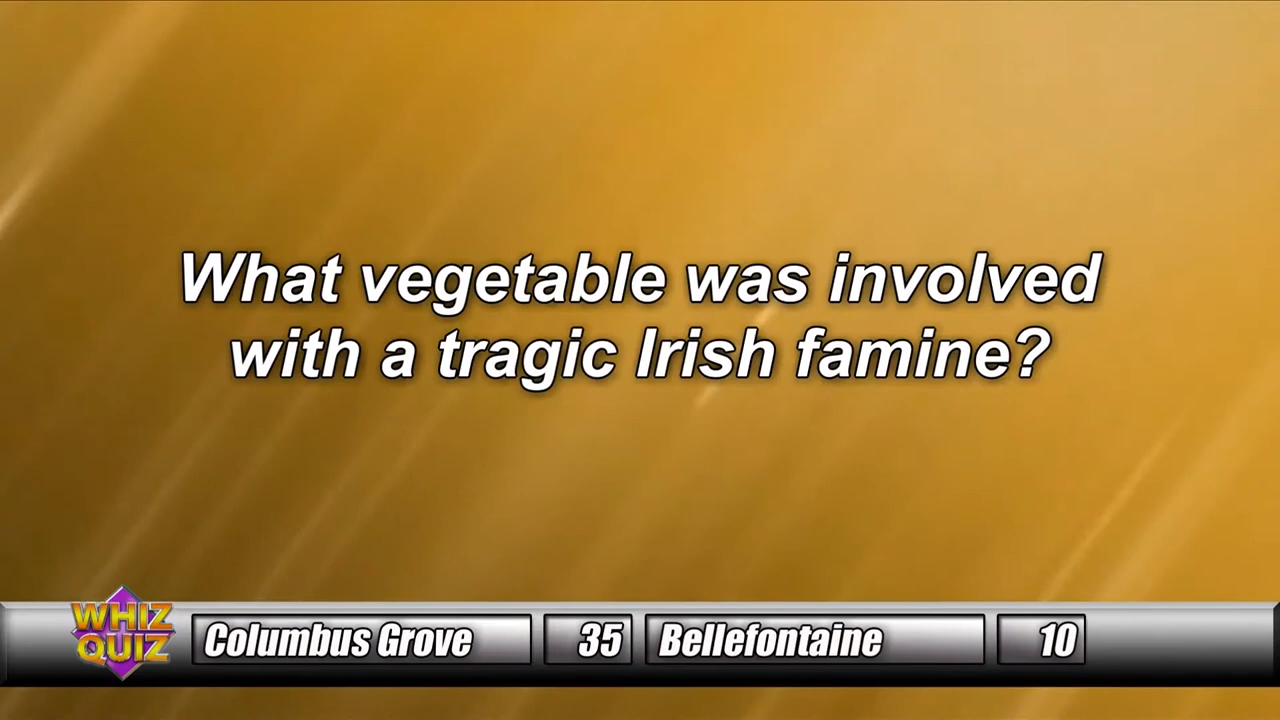 What vegetable was involved
with a tragic Irish famine?
WHIZ
QUIZ
Columbus Grove 35 Bellefontaine 10